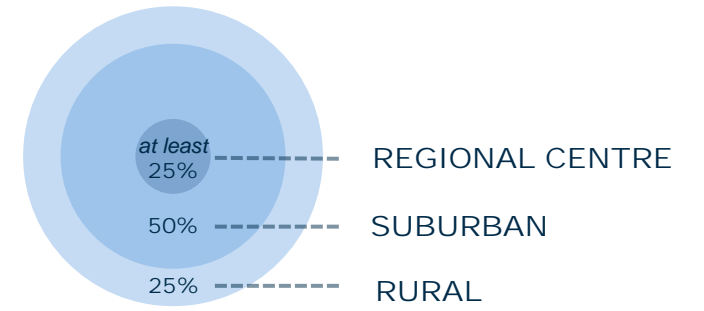 at least
25%
REGIONAL CENTRE
50%
SUBURBAN
25%
RURAL